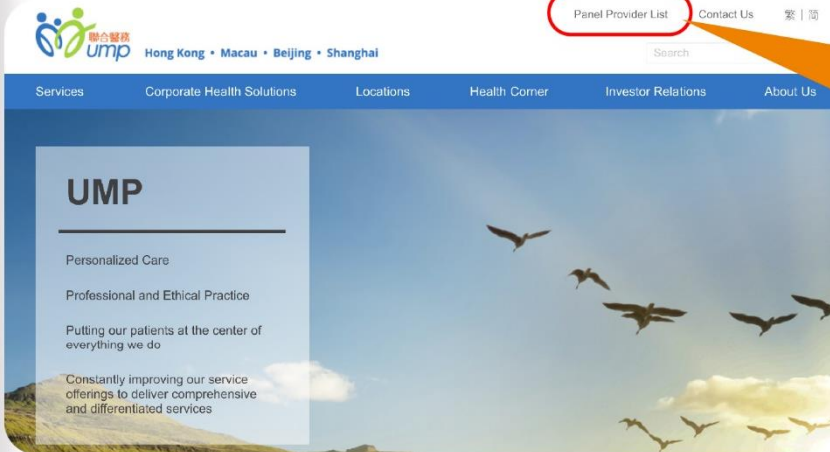 Panel Provider List Contact Us 繁 | 简
聯合醫務
ump Hong Kong • Macau • Beijing • Shanghai
Search
Services Corporate Health Solutions Locations Health Corner Investor Relations About Us
UMP
Personalized Care
Professional and Ethical Practice
Putting our patients at the center of
everything we do
Constantly improving our service
offerings to deliver comprehensive
and differentiated services